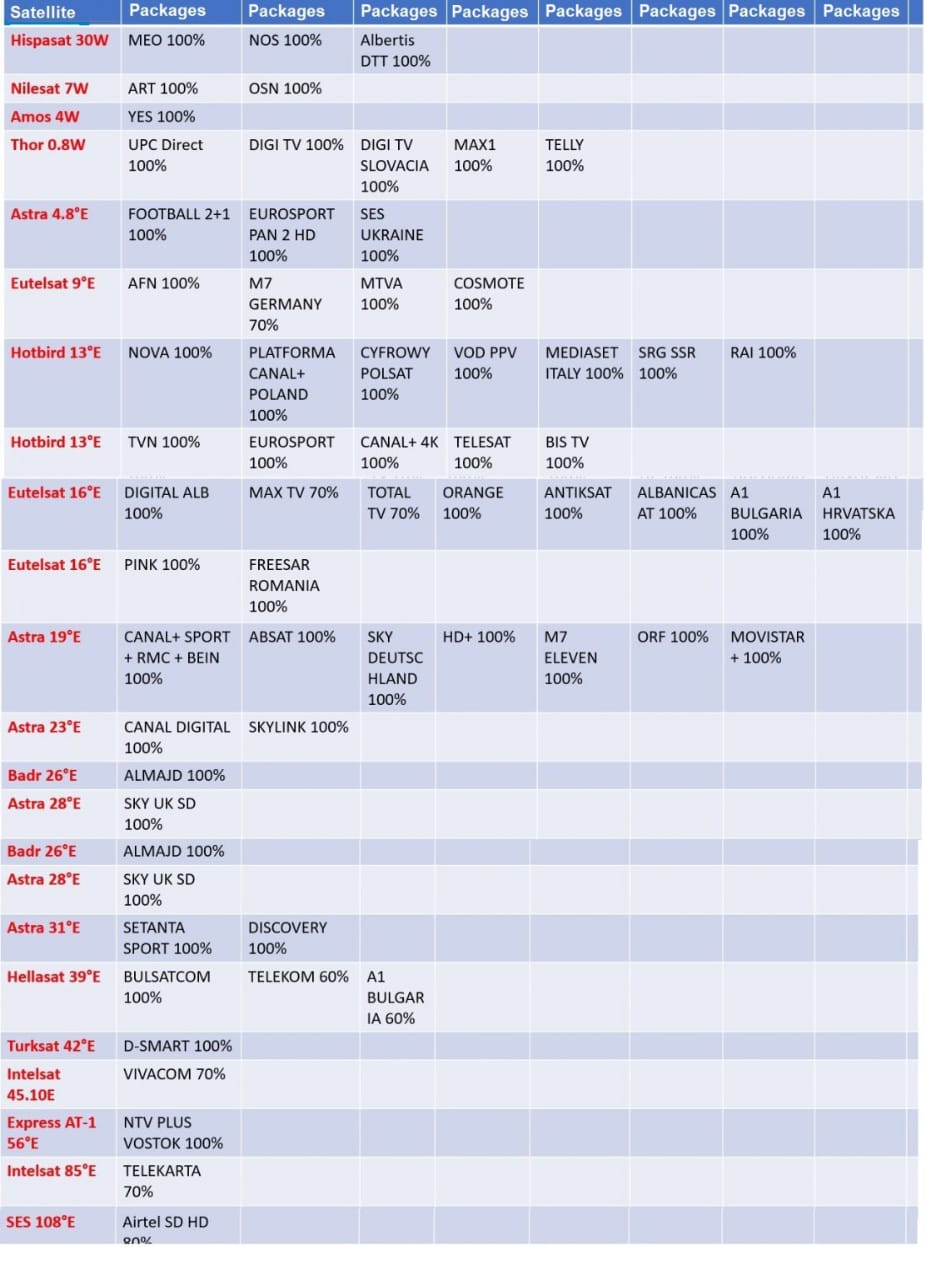 Satellite Packages Packages Packages Packages Packages Packages Packages Packages
Hispasat 30W MEO 100% NOS 100% Albertis
DTT 100%
Nilesat 7W ART 100% OSN 100%
Amos 4W YES 100%
Thor 0.8W UPC Direct DIGI TV 100% DIGI TV MAX1 TELLY
100% SLOVACIA 100% 100%
100%
Astra 4.8°E FOOTBALL 2+1 EUROSPORT SES
100% PAN 2 HD UKRAINE
100% 100%
Eutelsat 9°E AFN 100% M7 MTVA COSMOTE
GERMANY 100% 100%
70%
Hotbird 13°E NOVA 100% PLATFORMA CYFROWY VOD PPV MEDIASET SRG SSR RAI 100%
CANAL+ POLSAT 100% ITALY 100% 100%
POLAND 100%
100%
Hotbird 13°E TVN 100% EUROSPORT CANAL+ 4K TELESAT BIS TV
100% 100% 100% 100%
Eutelsat 16°E DIGITAL ALB MAX TV 70% TOTAL ORANGE ANTIKSAT ALBANICAS A1 A1
100% TV 70% 100% 100% AT 100% BULGARIA HRVATSKA
100% 100%
Eutelsat 16°E PINK 100% FREESAR
ROMANIA
100%
Astra 19°E CANAL+ SPORT ABSAT 100% SKY HD+ 100% M7 ORF 100% MOVISTAR
+ RMC + BEIN DEUTSC ELEVEN + 100%
100% HLAND 100%
100%
Astra 23°E CANAL DIGITAL SKYLINK 100%
100%
Badr 26°E ALMAJD 100%
Astra 28°E SKY UK SD
100%
Badr 26°E ALMAJD 100%
Astra 28°E SKY UK SD
100%
Astra 31°E SETANTA DISCOVERY
SPORT 100% 100%
Hellasat 39°E BULSATCOM TELEKOM 60% A1
100% BULGAR
IA 60%
Turksat 42°E D-SMART 100%
Intelsat VIVACOM 70%
45.10E
Express AT-1 NTV PLUS
56°E VOSTOK 100%
Intelsat 85°E TELEKARTA
70%
SES 108°E Airtel SD HD
80%